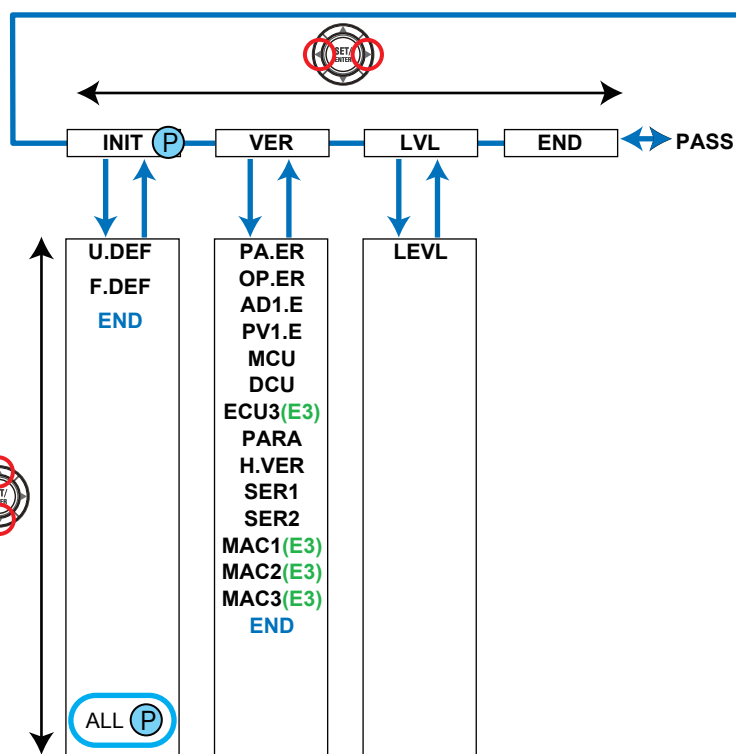 SET/
ENTER
INIT P VER LVL END PASS
U.DEF
F.DEF
END
PA.ER
OP.ER
AD1.E
PV1.E
MCU
DCU
ECU3(E3)
PARA
H.VER
SER1
SER2
MAC1(E3)
MAC2(E3)
MAC3(E3)
END
LEVL
ALL P